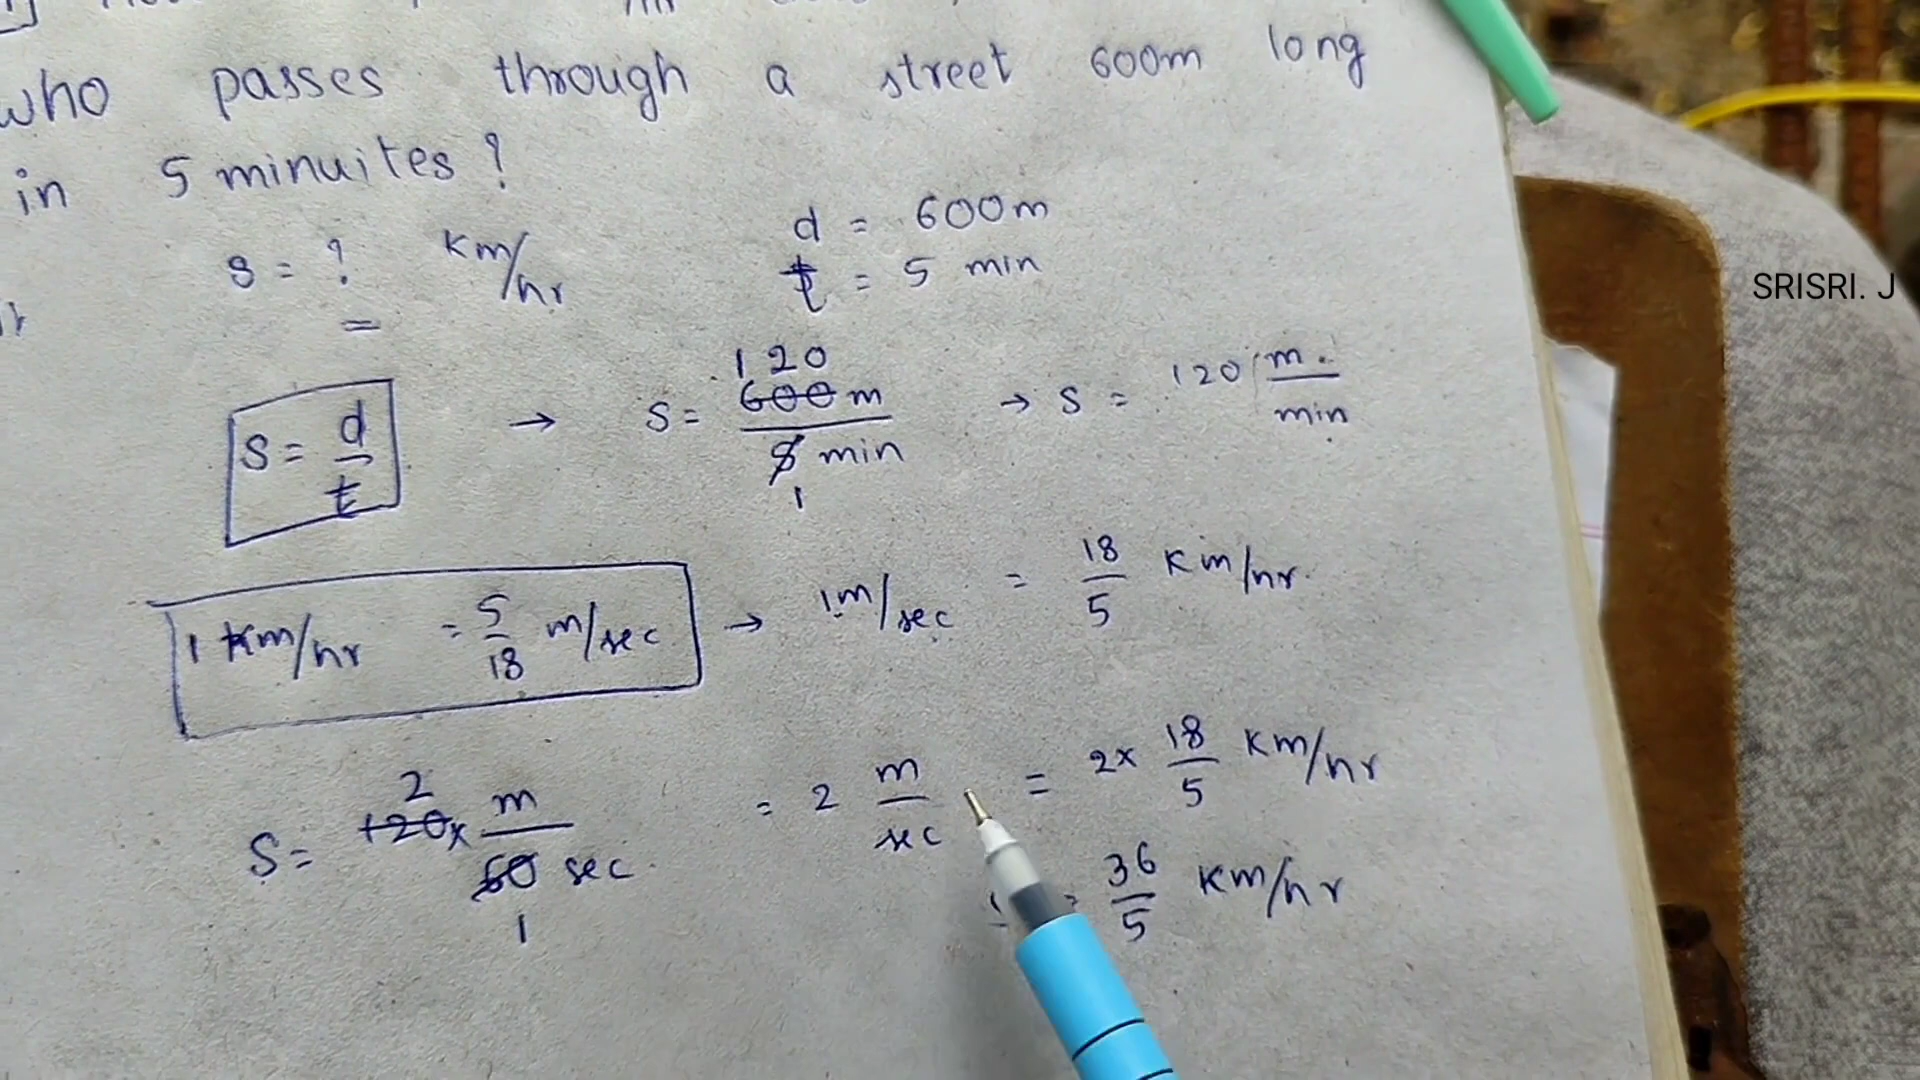 who passes through a street 600m long
in 5 minuites ?
s = ? Km/hr
d = 600m
t = 5 min
S = d/t → S = 120 600m / 5 min 1 → s = 120 m. / min
1 Km/hr = 5/18 m/sec → 1m/sec = 18/5 Km/hr.
S = 2 120 x m / 60 sec 1 = 2 m/sec = 2x 18/5 Km/hr
= 36/5 Km/hr
SRISRI. J